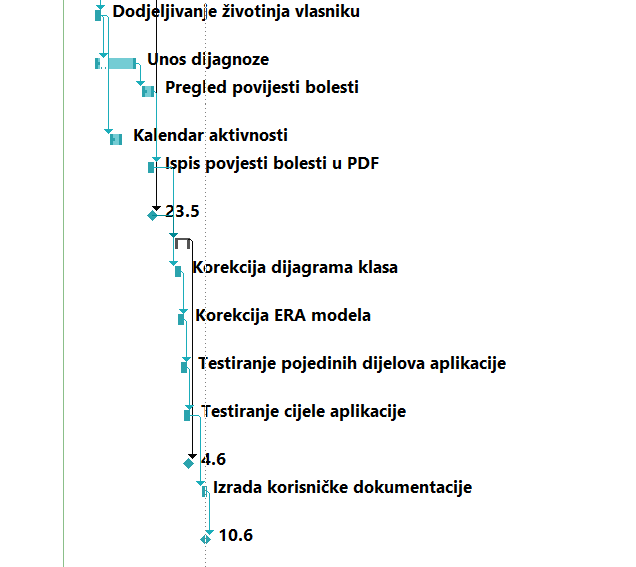 Dodjeljivanje životinja vlasniku
Unos dijagnoze
Pregled povijesti bolesti
Kalendar aktivnosti
Ispis povjesti bolesti u PDF
23.5
Korekcija dijagrama klasa
Korekcija ERA modela
Testiranje pojedinih dijelova aplikacije
Testiranje cijele aplikacije
4.6
Izrada korisničke dokumentacije
10.6